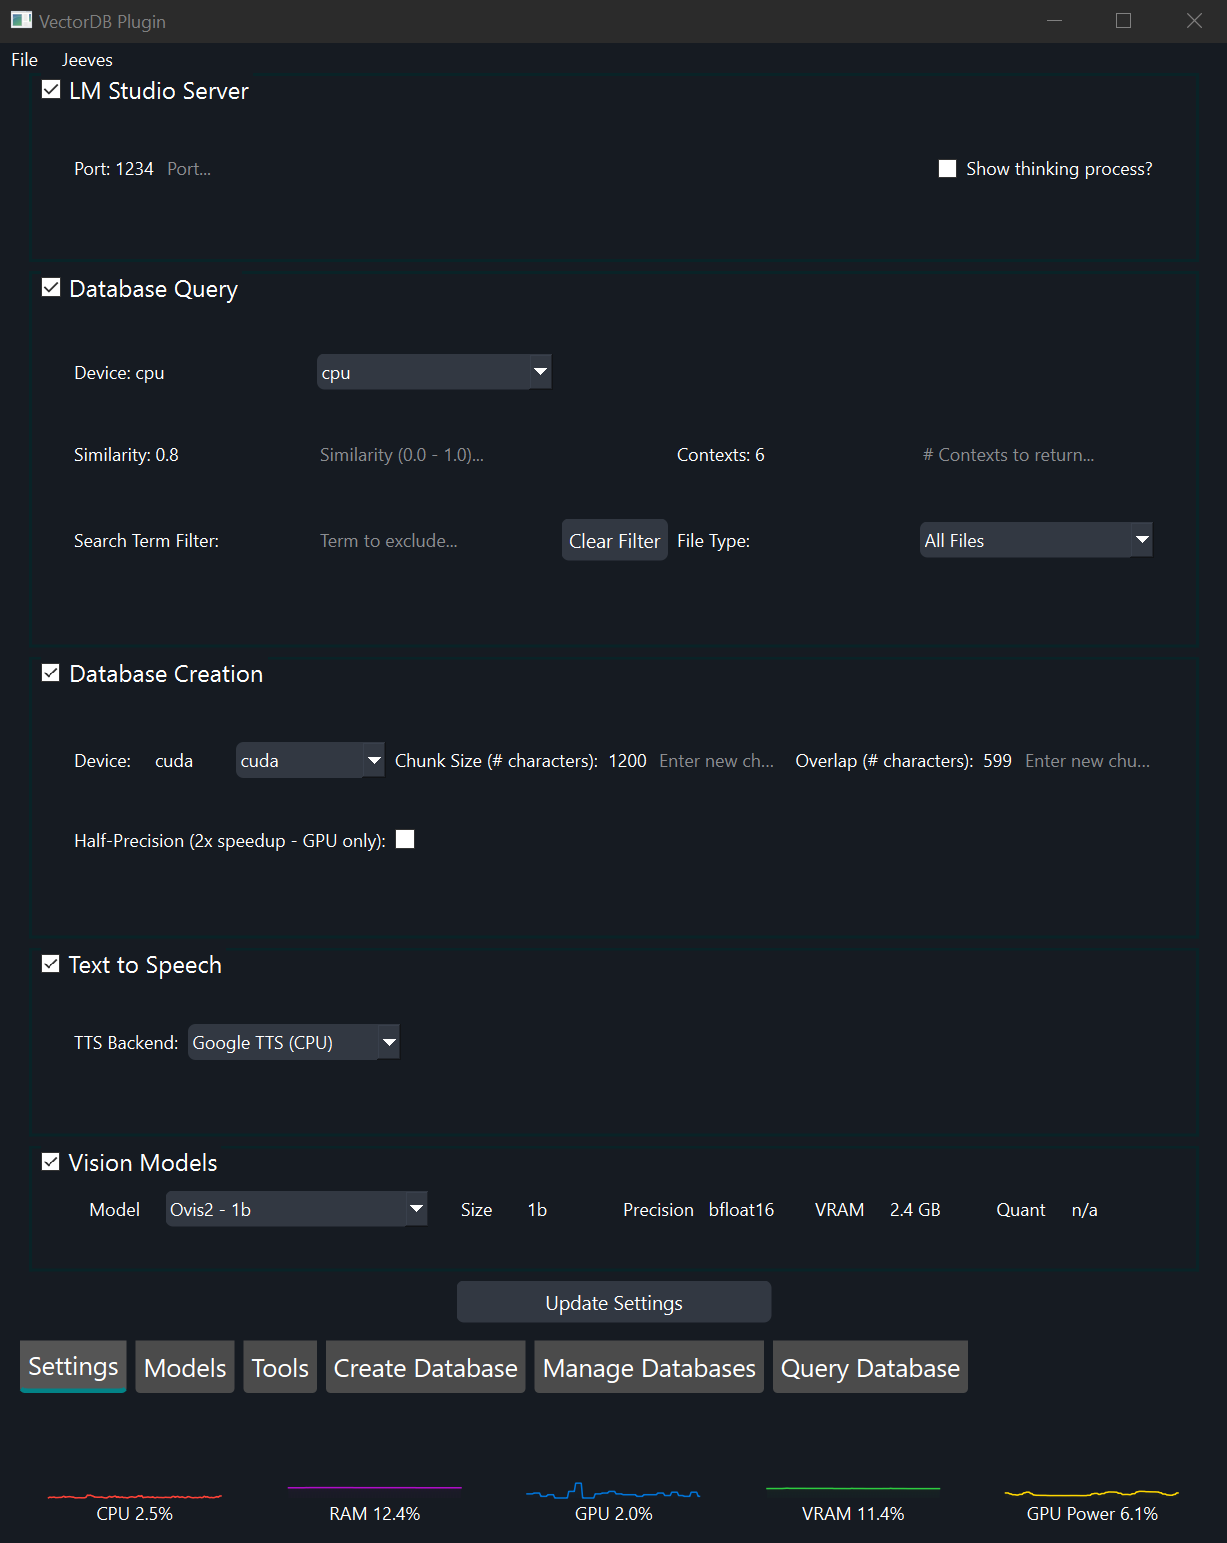 VectorDB Plugin
File Jeeves
LM Studio Server
Port: 1234 Port... Show thinking process?
Database Query
Device: cpu cpu
Similarity: 0.8 Similarity (0.0 - 1.0)... Contexts: 6 # Contexts to return...
Search Term Filter: Term to exclude... Clear Filter File Type: All Files
Database Creation
Device: cuda cuda Chunk Size (# characters): 1200 Enter new ch... Overlap (# characters): 599 Enter new chu...
Half-Precision (2x speedup - GPU only):
Text to Speech
TTS Backend: Google TTS (CPU)
Vision Models
Model Ovis2 - 1b Size 1b Precision bfloat16 VRAM 2.4 GB Quant n/a
Update Settings
Settings Models Tools Create Database Manage Databases Query Database
CPU 2.5% RAM 12.4% GPU 2.0% VRAM 11.4% GPU Power 6.1%